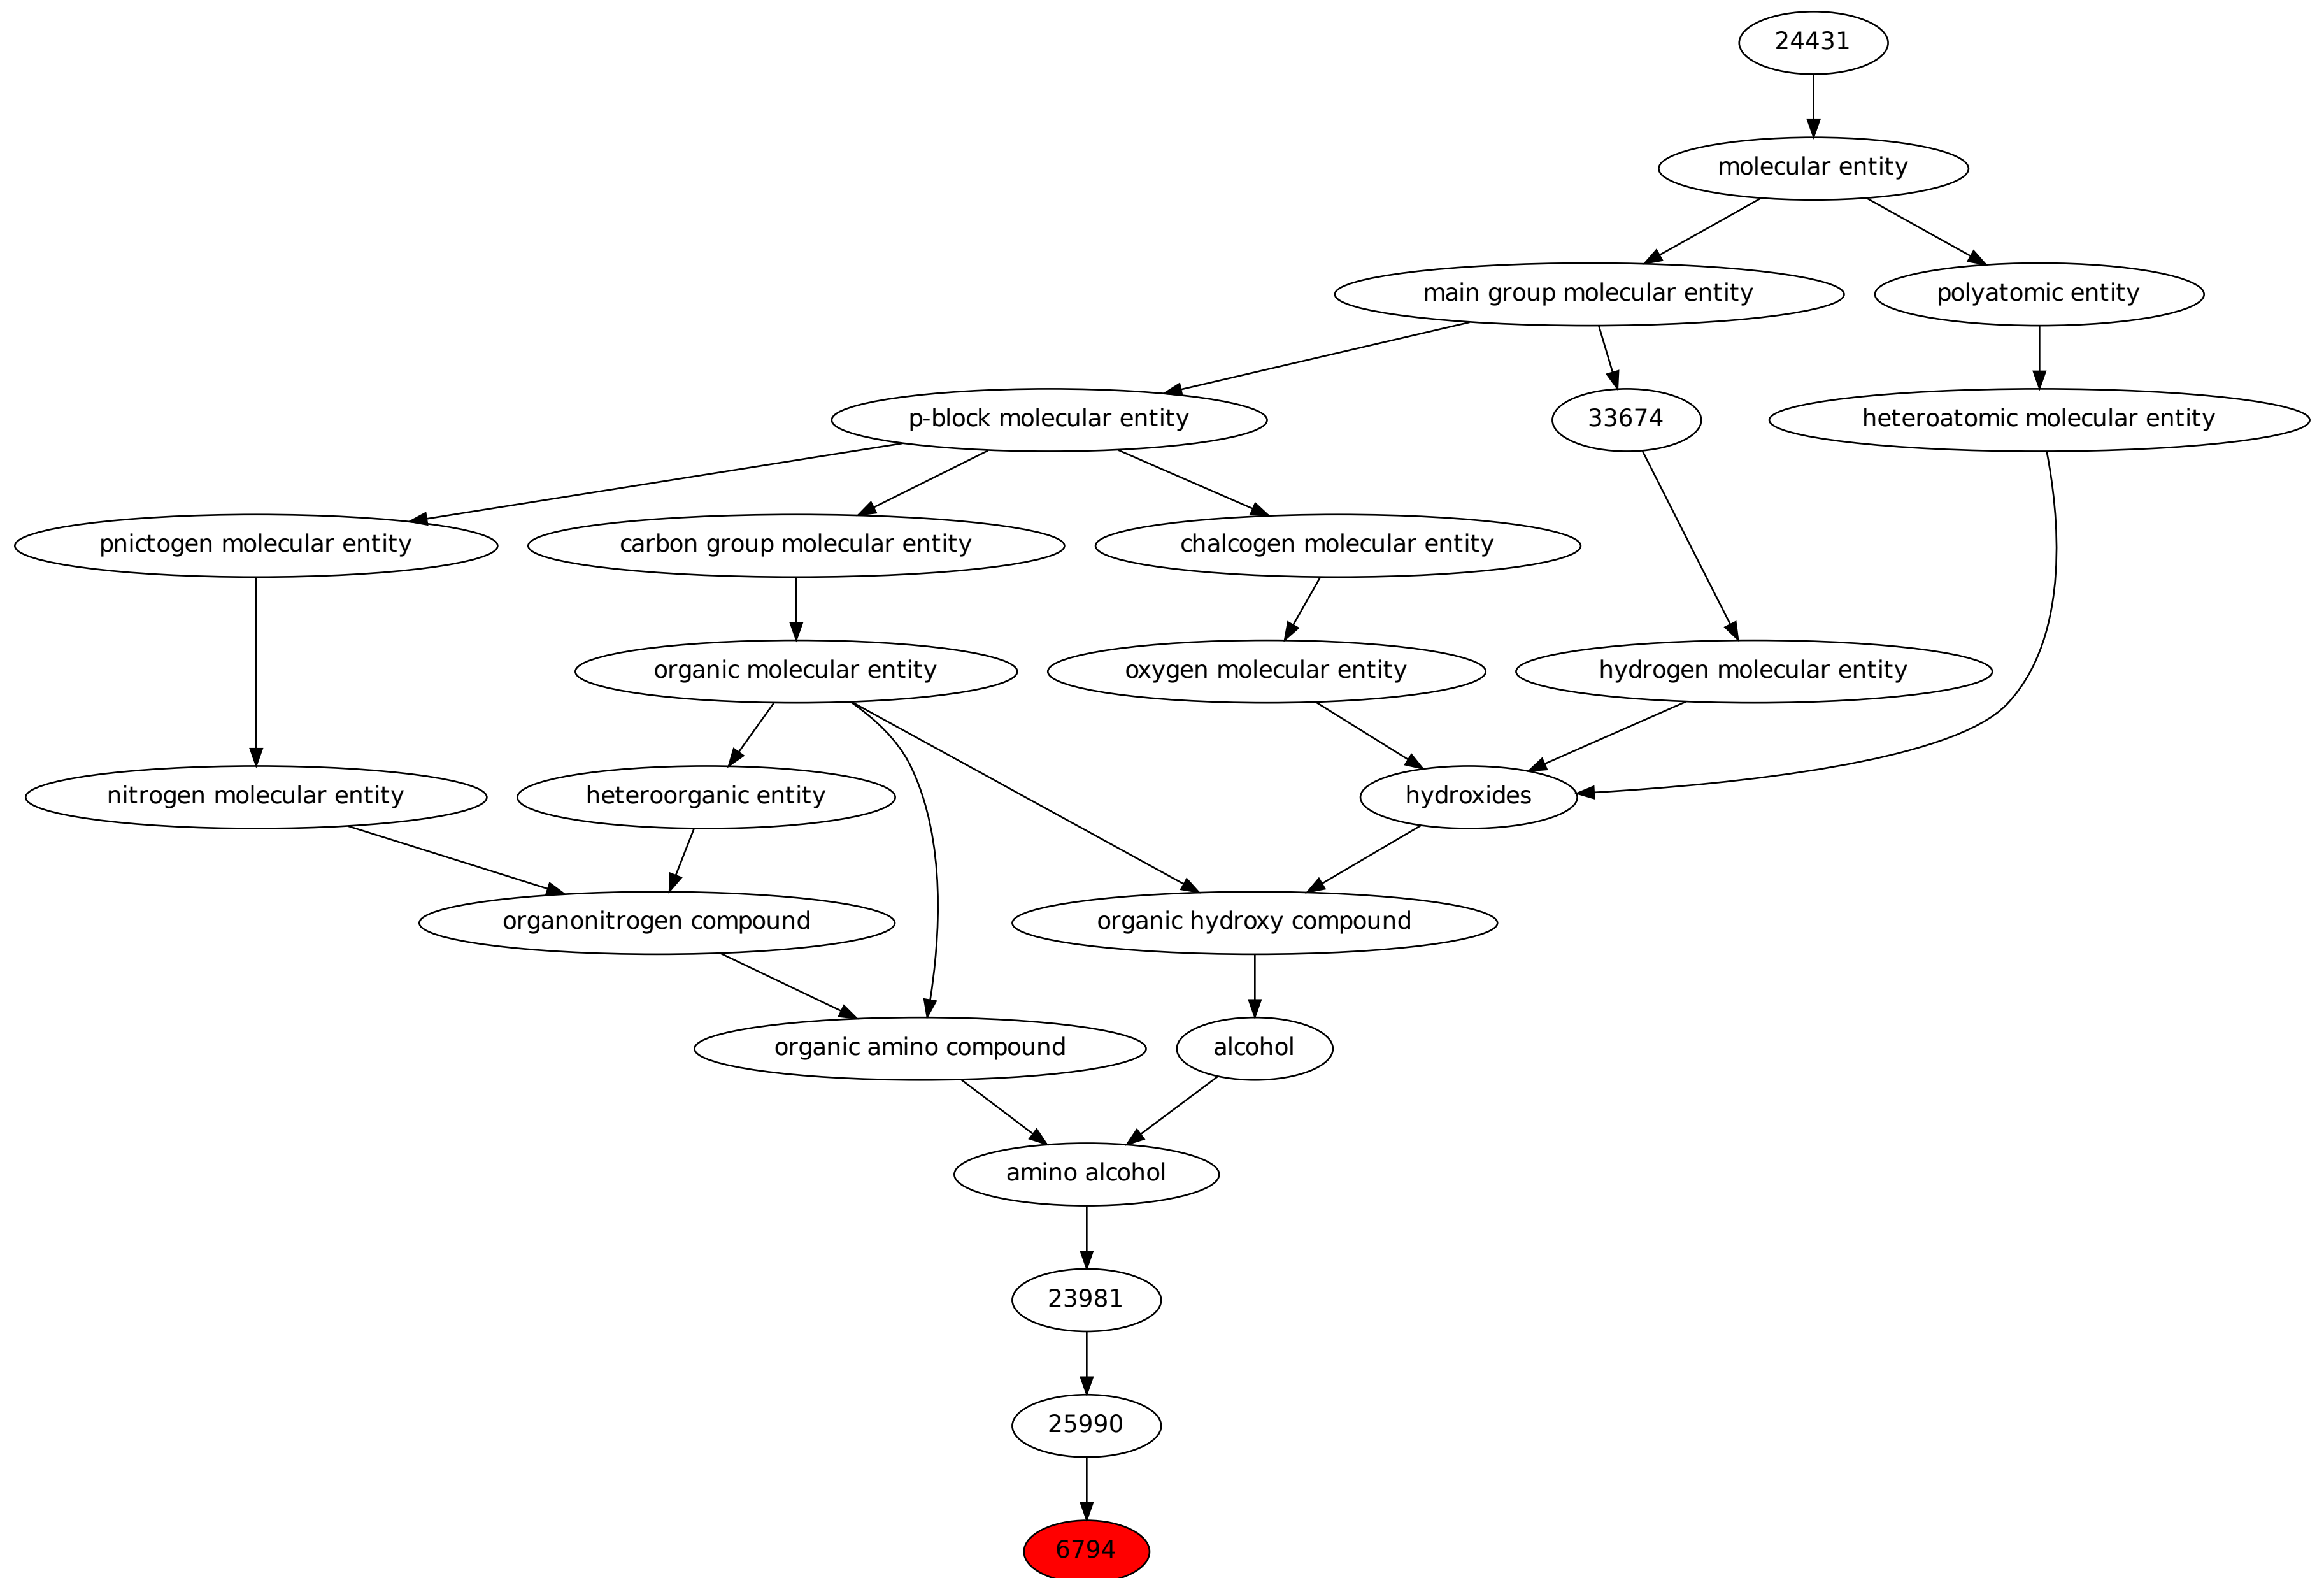 24431
molecular entity
main group molecular entity
polyatomic entity
p-block molecular entity
33674
heteroatomic molecular entity
pnictogen molecular entity
carbon group molecular entity
chalcogen molecular entity
organic molecular entity
oxygen molecular entity
hydrogen molecular entity
nitrogen molecular entity
heteroorganic entity
hydroxides
organonitrogen compound
organic hydroxy compound
organic amino compound
alcohol
amino alcohol
23981
25990
6794